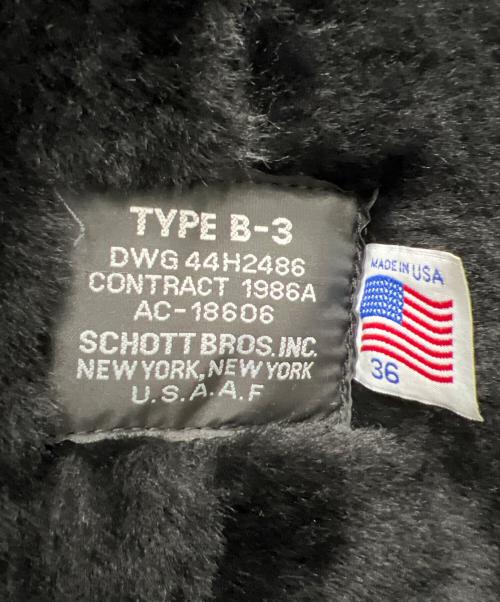 TYPE B-3
DWG 44H2486
CONTRACT 1986A
AC-18606
SCHOTT BROS. INC.
NEW YORK, NEW YORK
U.S.A.A.F
MADE IN USA
36